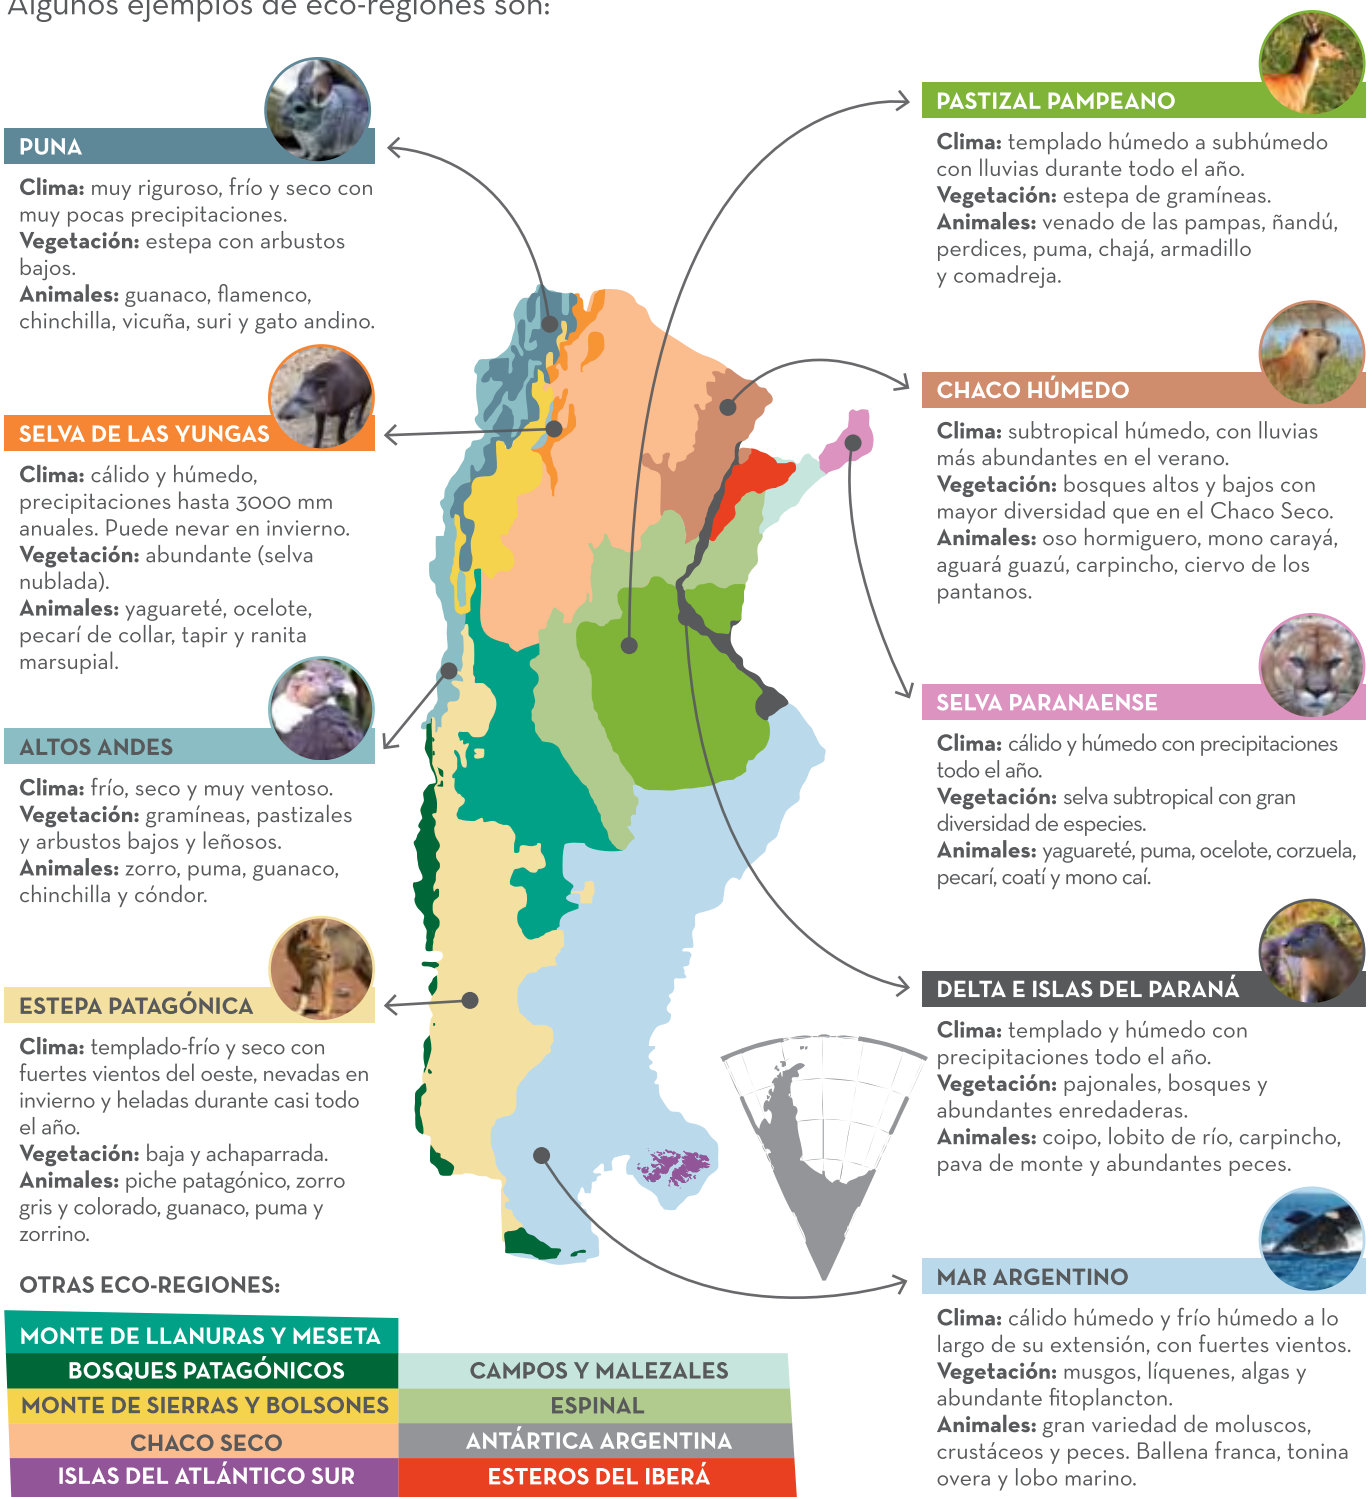 Algunos ejemplos de eco-regiones son:
PUNA
Clima: muy riguroso, frío y seco con
muy pocas precipitaciones.
Vegetación: estepa con arbustos
bajos.
Animales: guanaco, flamenco,
chinchilla, vicuña, suri y gato andino.
SELVA DE LAS YUNGAS
Clima: cálido y húmedo,
precipitaciones hasta 3000 mm
anuales. Puede nevar en invierno.
Vegetación: abundante (selva
nublada).
Animales: yaguareté, ocelote,
pecarí de collar, tapir y ranita
marsupial.
ALTOS ANDES
Clima: frío, seco y muy ventoso.
Vegetación: gramíneas, pastizales
y arbustos bajos y leñosos.
Animales: zorro, puma, guanaco,
chinchilla y cóndor.
ESTEPA PATAGÓNICA
Clima: templado-frío y seco con
fuertes vientos del oeste, nevadas en
invierno y heladas durante casi todo
el año.
Vegetación: baja y achaparrada.
Animales: piche patagónico, zorro
gris y colorado, guanaco, puma y
zorrino.
PASTIZAL PAMPEANO
Clima: templado húmedo a subhúmedo
con lluvias durante todo el año.
Vegetación: estepa de gramíneas.
Animales: venado de las pampas, ñandú,
perdices, puma, chajá, armadillo
y comadreja.
CHACO HÚMEDO
Clima: subtropical húmedo, con lluvias
más abundantes en el verano.
Vegetación: bosques altos y bajos con
mayor diversidad que en el Chaco Seco.
Animales: oso hormiguero, mono carayá,
aguará guazú, carpincho, ciervo de los
pantanos.
SELVA PARANAENSE
Clima: cálido y húmedo con precipitaciones
todo el año.
Vegetación: selva subtropical con gran
diversidad de especies.
Animales: yaguareté, puma, ocelote, corzuela,
pecarí, coatí y mono caí.
DELTA E ISLAS DEL PARANÁ
Clima: templado y húmedo con
precipitaciones todo el año.
Vegetación: pajonales, bosques y
abundantes enredaderas.
Animales: coipo, lobito de río, carpincho,
pava de monte y abundantes peces.
MAR ARGENTINO
Clima: cálido húmedo y frío húmedo a lo
largo de su extensión, con fuertes vientos.
Vegetación: musgos, líquenes, algas y
abundante fitoplancton.
Animales: gran variedad de moluscos,
crustáceos y peces. Ballena franca, tonina
overa y lobo marino.
OTRAS ECO-REGIONES:
MONTE DE LLANURAS Y MESETA
BOSQUES PATAGÓNICOS
MONTE DE SIERRAS Y BOLSONES
CHACO SECO
ISLAS DEL ATLÁNTICO SUR
CAMPOS Y MALEZALES
ESPINAL
ANTÁRTICA ARGENTINA
ESTEROS DEL IBERÁ